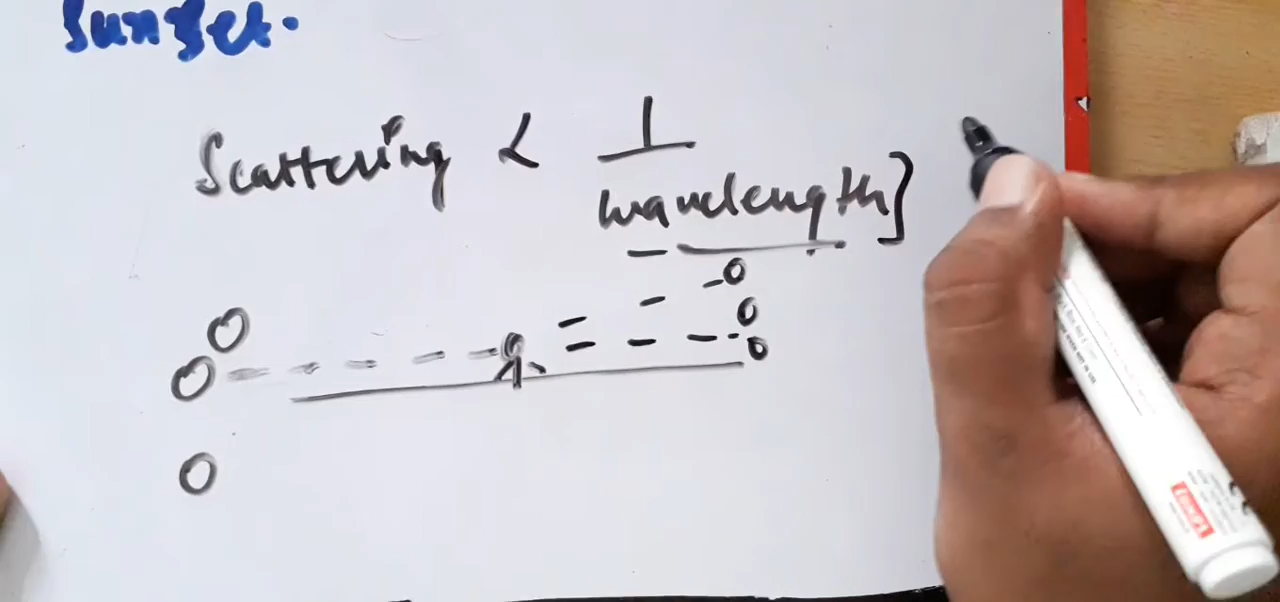 Sunset.
Scattering ∝ 1
wavelength]